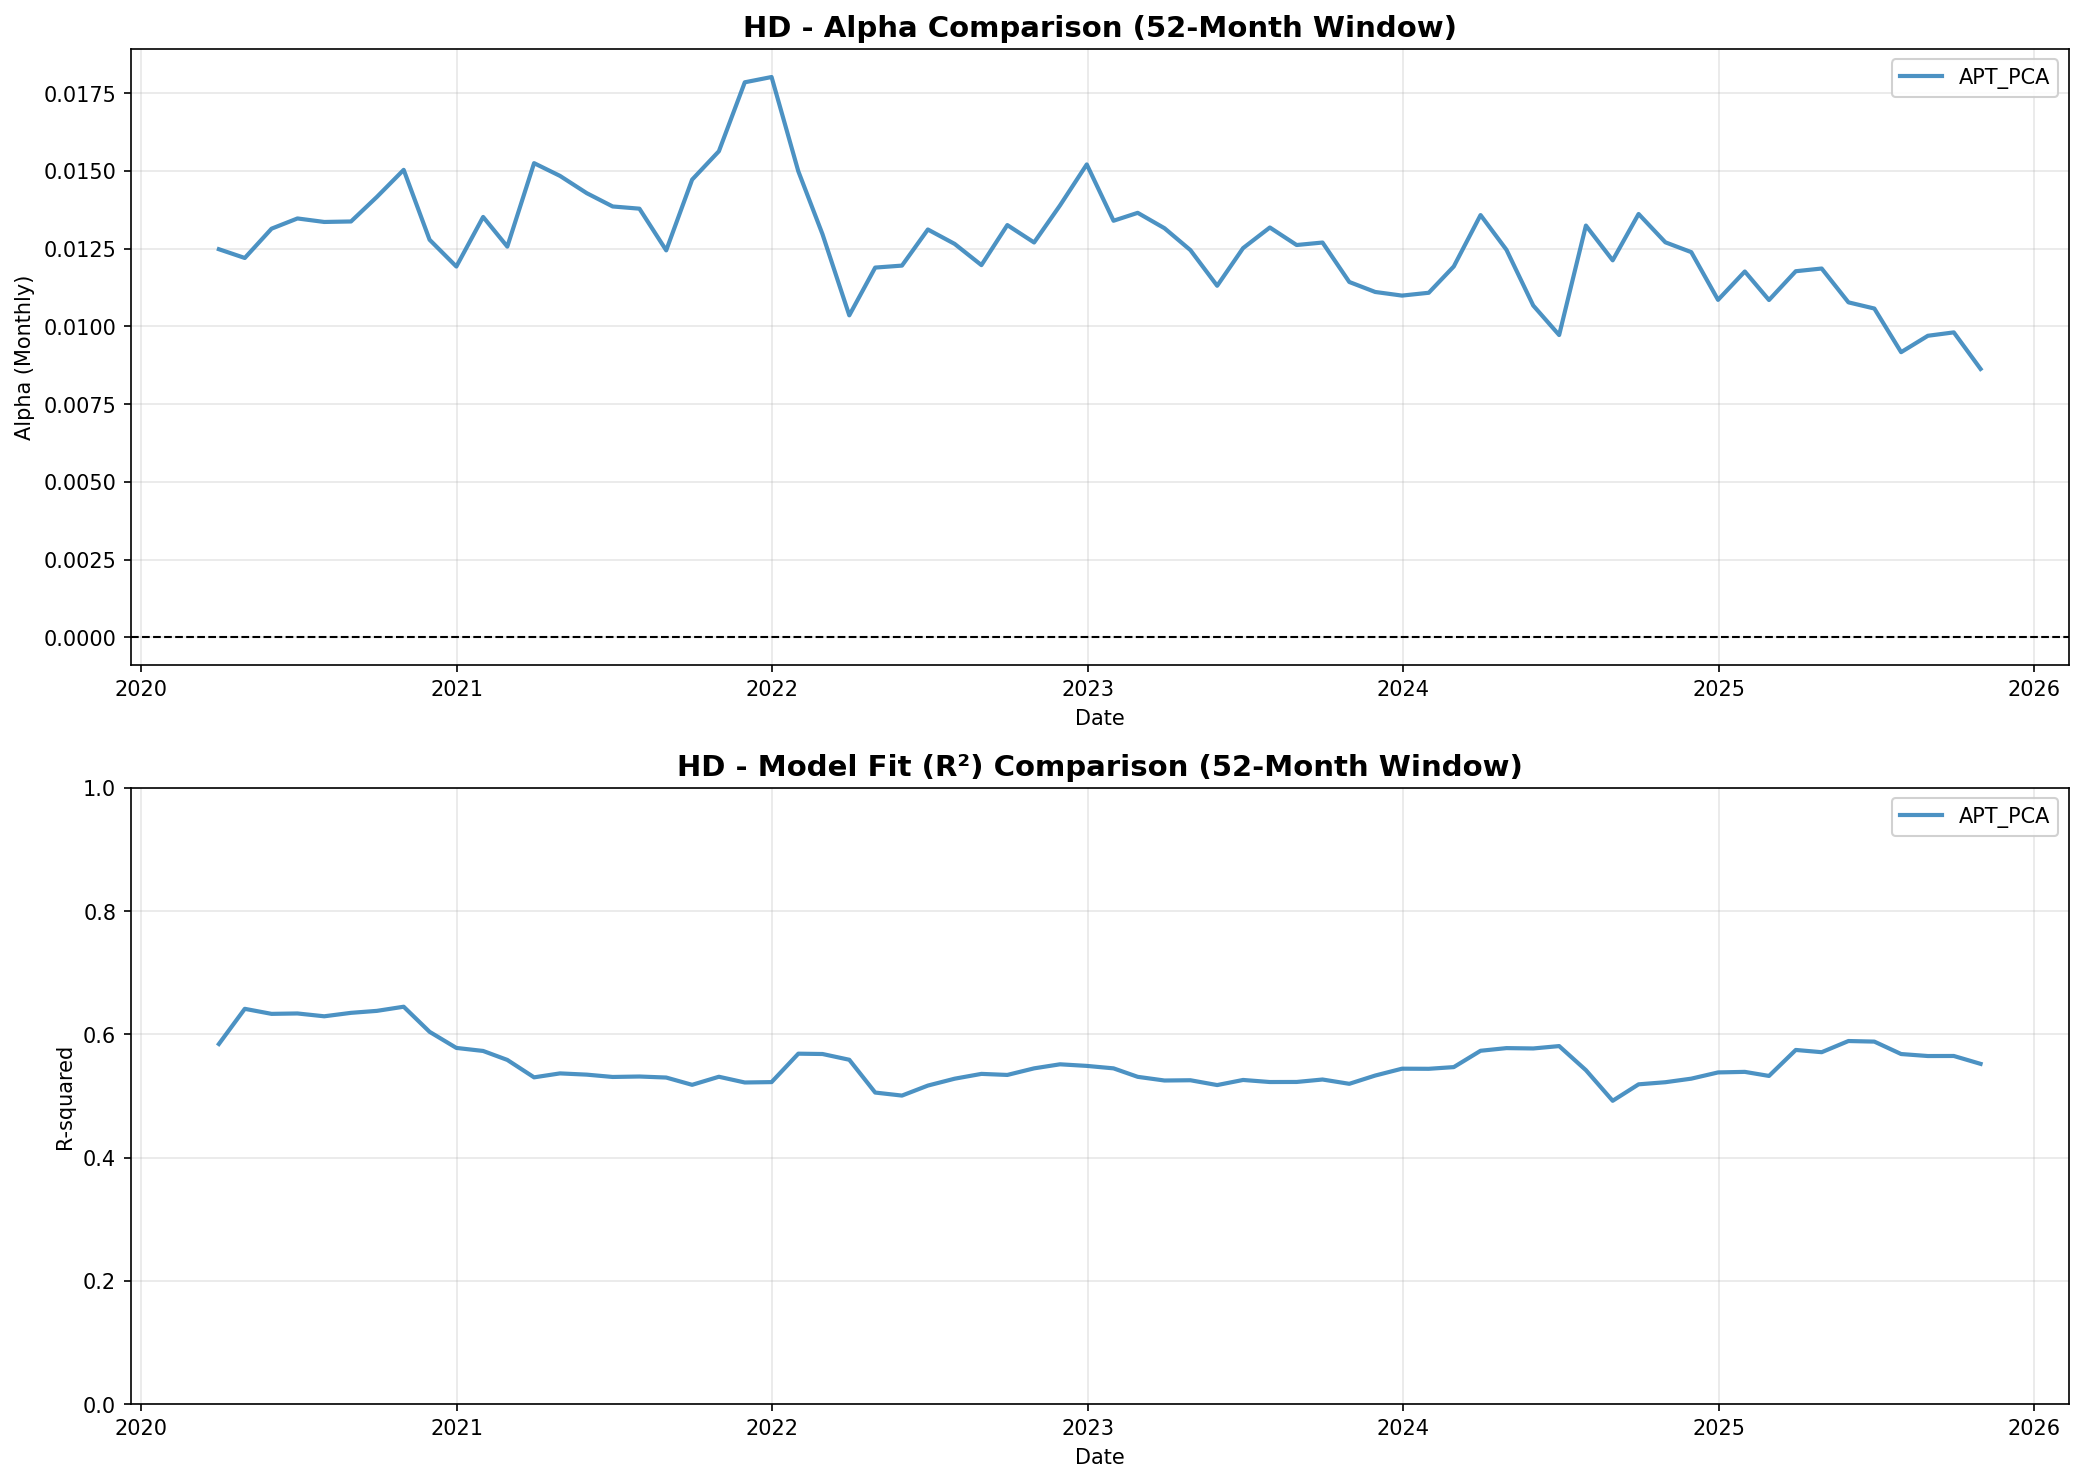 HD - Alpha Comparison (52-Month Window)
APT_PCA
0.0175
0.0150
0.0125
0.0100
0.0075
0.0050
0.0025
0.0000
Alpha (Monthly)
2020 2021 2022 2023 2024 2025 2026
Date
HD - Model Fit (R²) Comparison (52-Month Window)
APT_PCA
1.0
0.8
0.6
0.4
0.2
0.0
R-squared
2020 2021 2022 2023 2024 2025 2026
Date